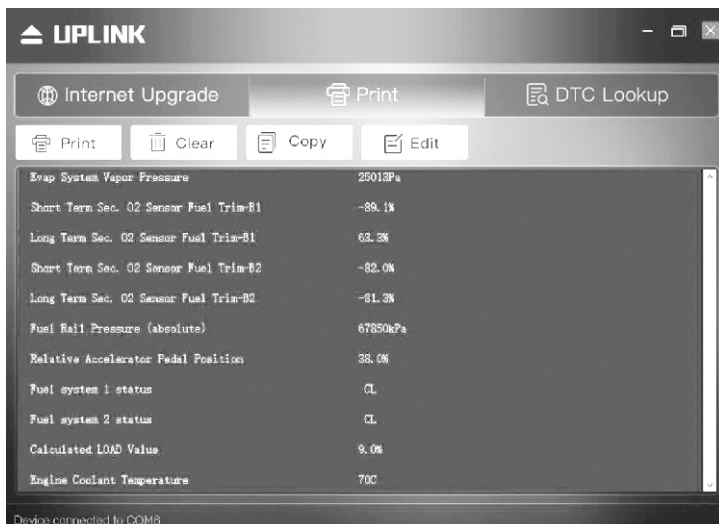 UPLINK
Internet Upgrade Print DTC Lookup
Print Clear Copy Edit
Evap System Vapor Pressure 25013Pa
Short Term Sec. O2 Sensor Fuel Trim-B1 -89.1%
Long Term Sec. O2 Sensor Fuel Trim-B1 63.3%
Short Term Sec. O2 Sensor Fuel Trim-B2 -82.0%
Long Term Sec. O2 Sensor Fuel Trim-B2 -81.3%
Fuel Rail Pressure (absolute) 67850kPa
Relative Accelerator Pedal Position 38.0%
Fuel system 1 status CL
Fuel system 2 status CL
Calculated LOAD Value 9.0%
Engine Coolant Temperature 70C
Device connected to COM6